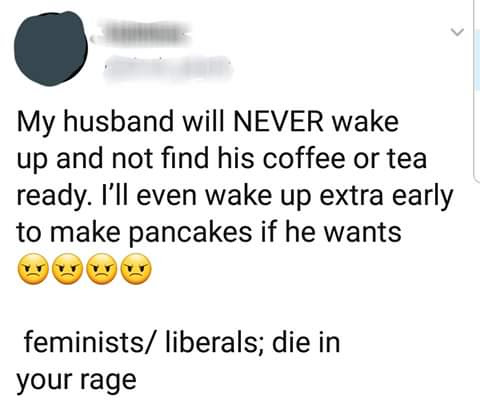 My husband will NEVER wake
up and not find his coffee or tea
ready. I'll even wake up extra early
to make pancakes if he wants
😠😠😠😠
feminists/ liberals; die in
your rage